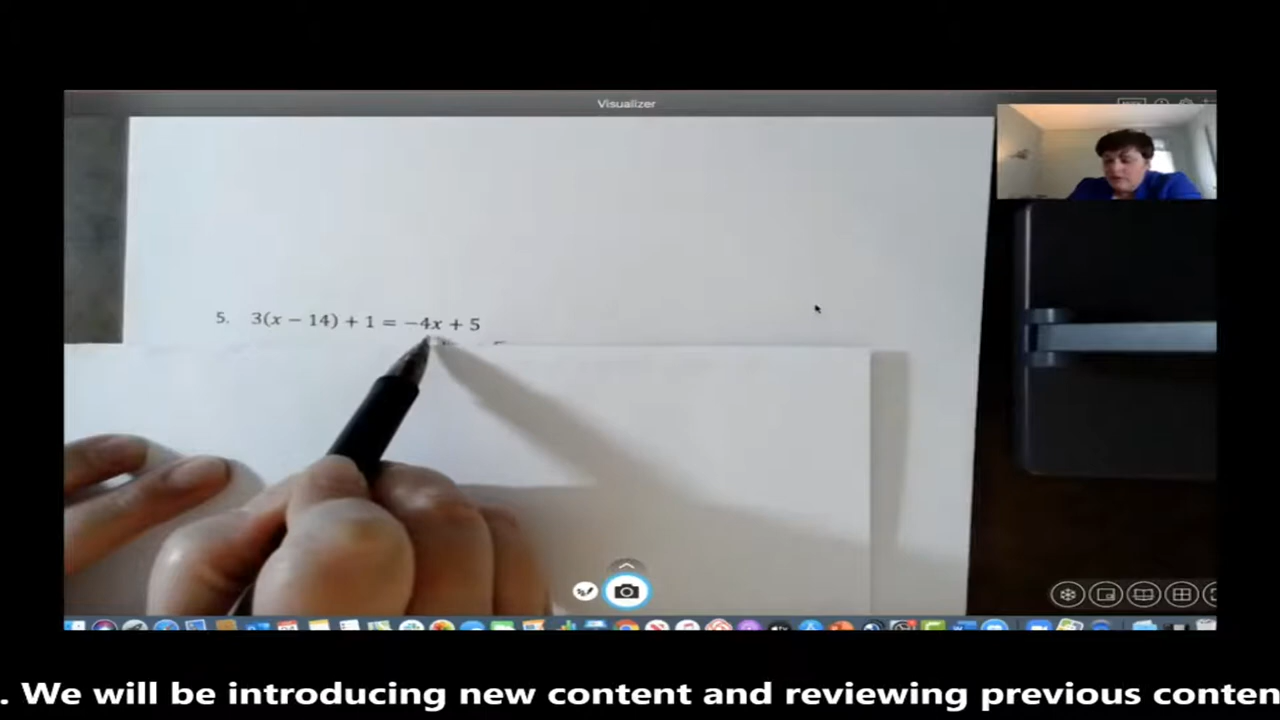 Visualizer
5. 3(x − 14) + 1 = −4x + 5
. We will be introducing new content and reviewing previous conten